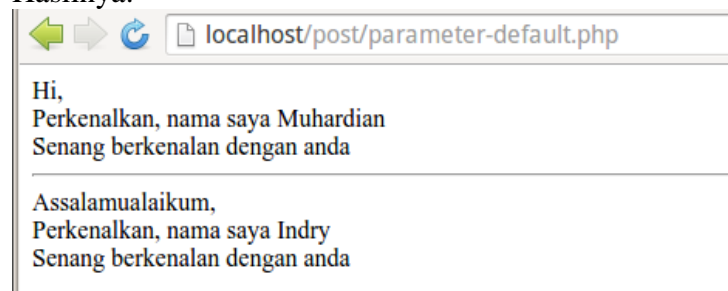 Hasilnya:
localhost/post/parameter-default.php
Hi,
Perkenalkan, nama saya Muhardian
Senang berkenalan dengan anda
Assalamualaikum,
Perkenalkan, nama saya Indry
Senang berkenalan dengan anda